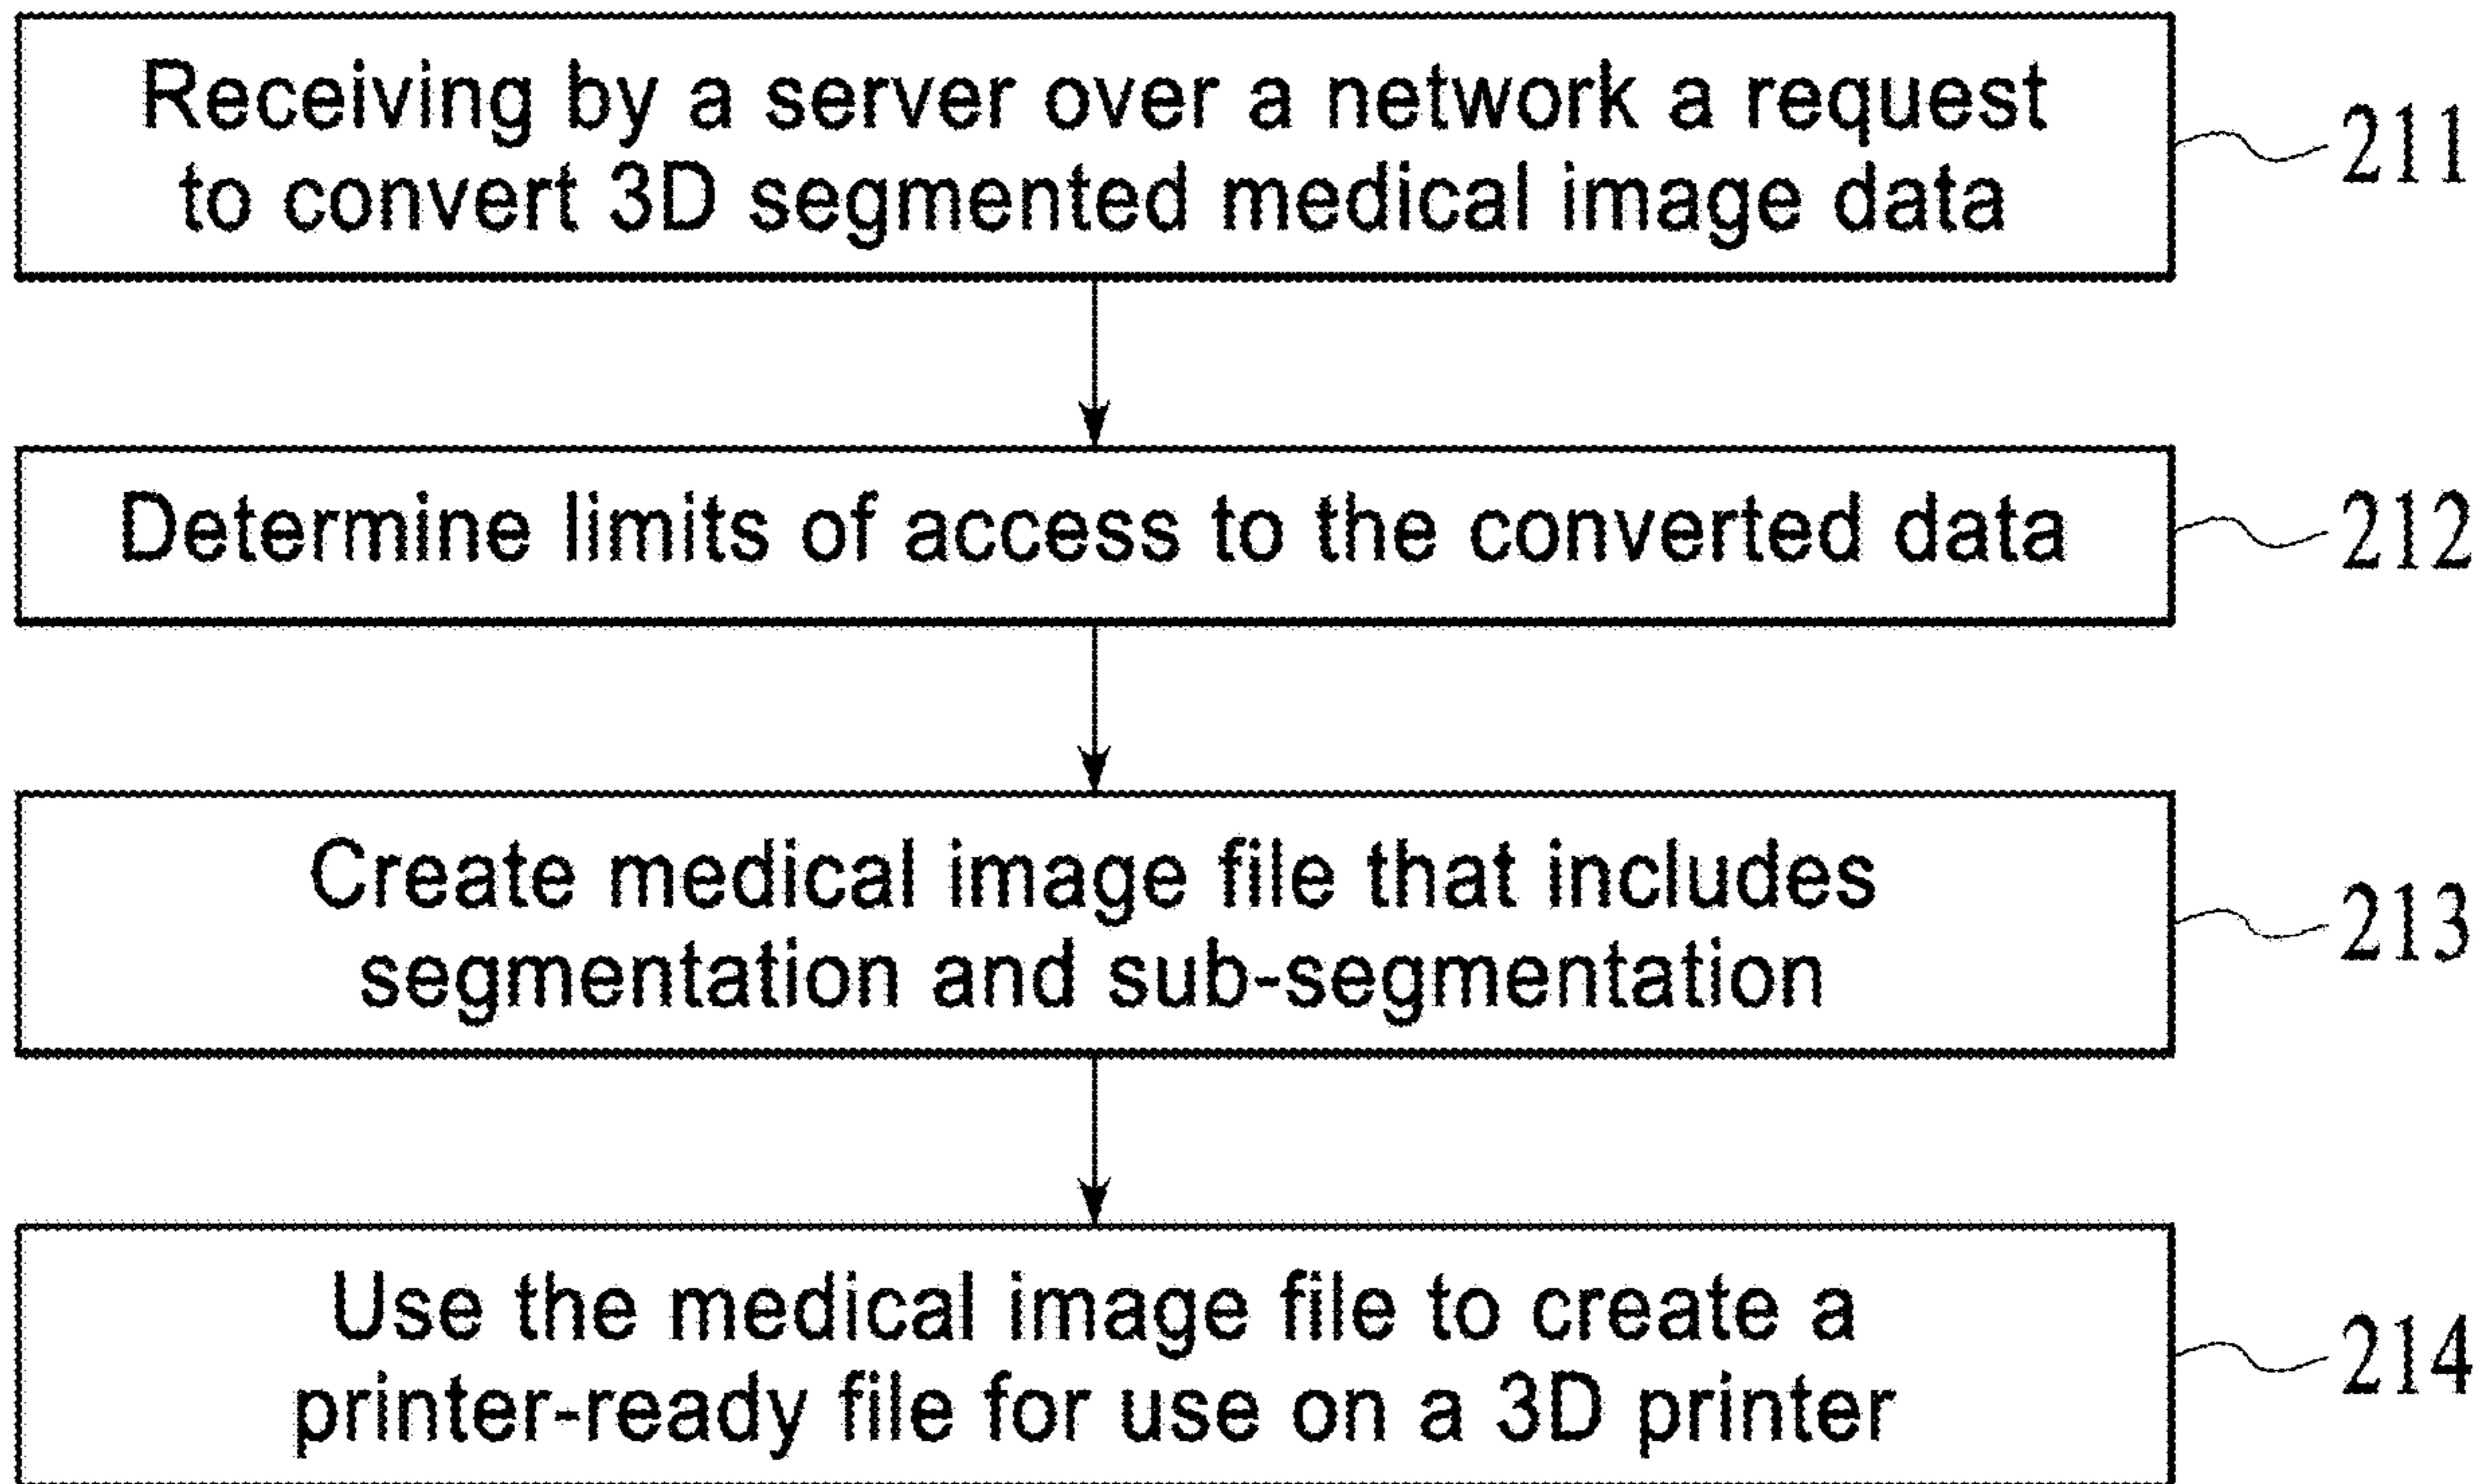 Receiving by a server over a network a request
to convert 3D segmented medical image data
211
Determine limits of access to the converted data
212
Create medical image file that includes
segmentation and sub-segmentation
213
Use the medical image file to create a
printer-ready file for use on a 3D printer
214